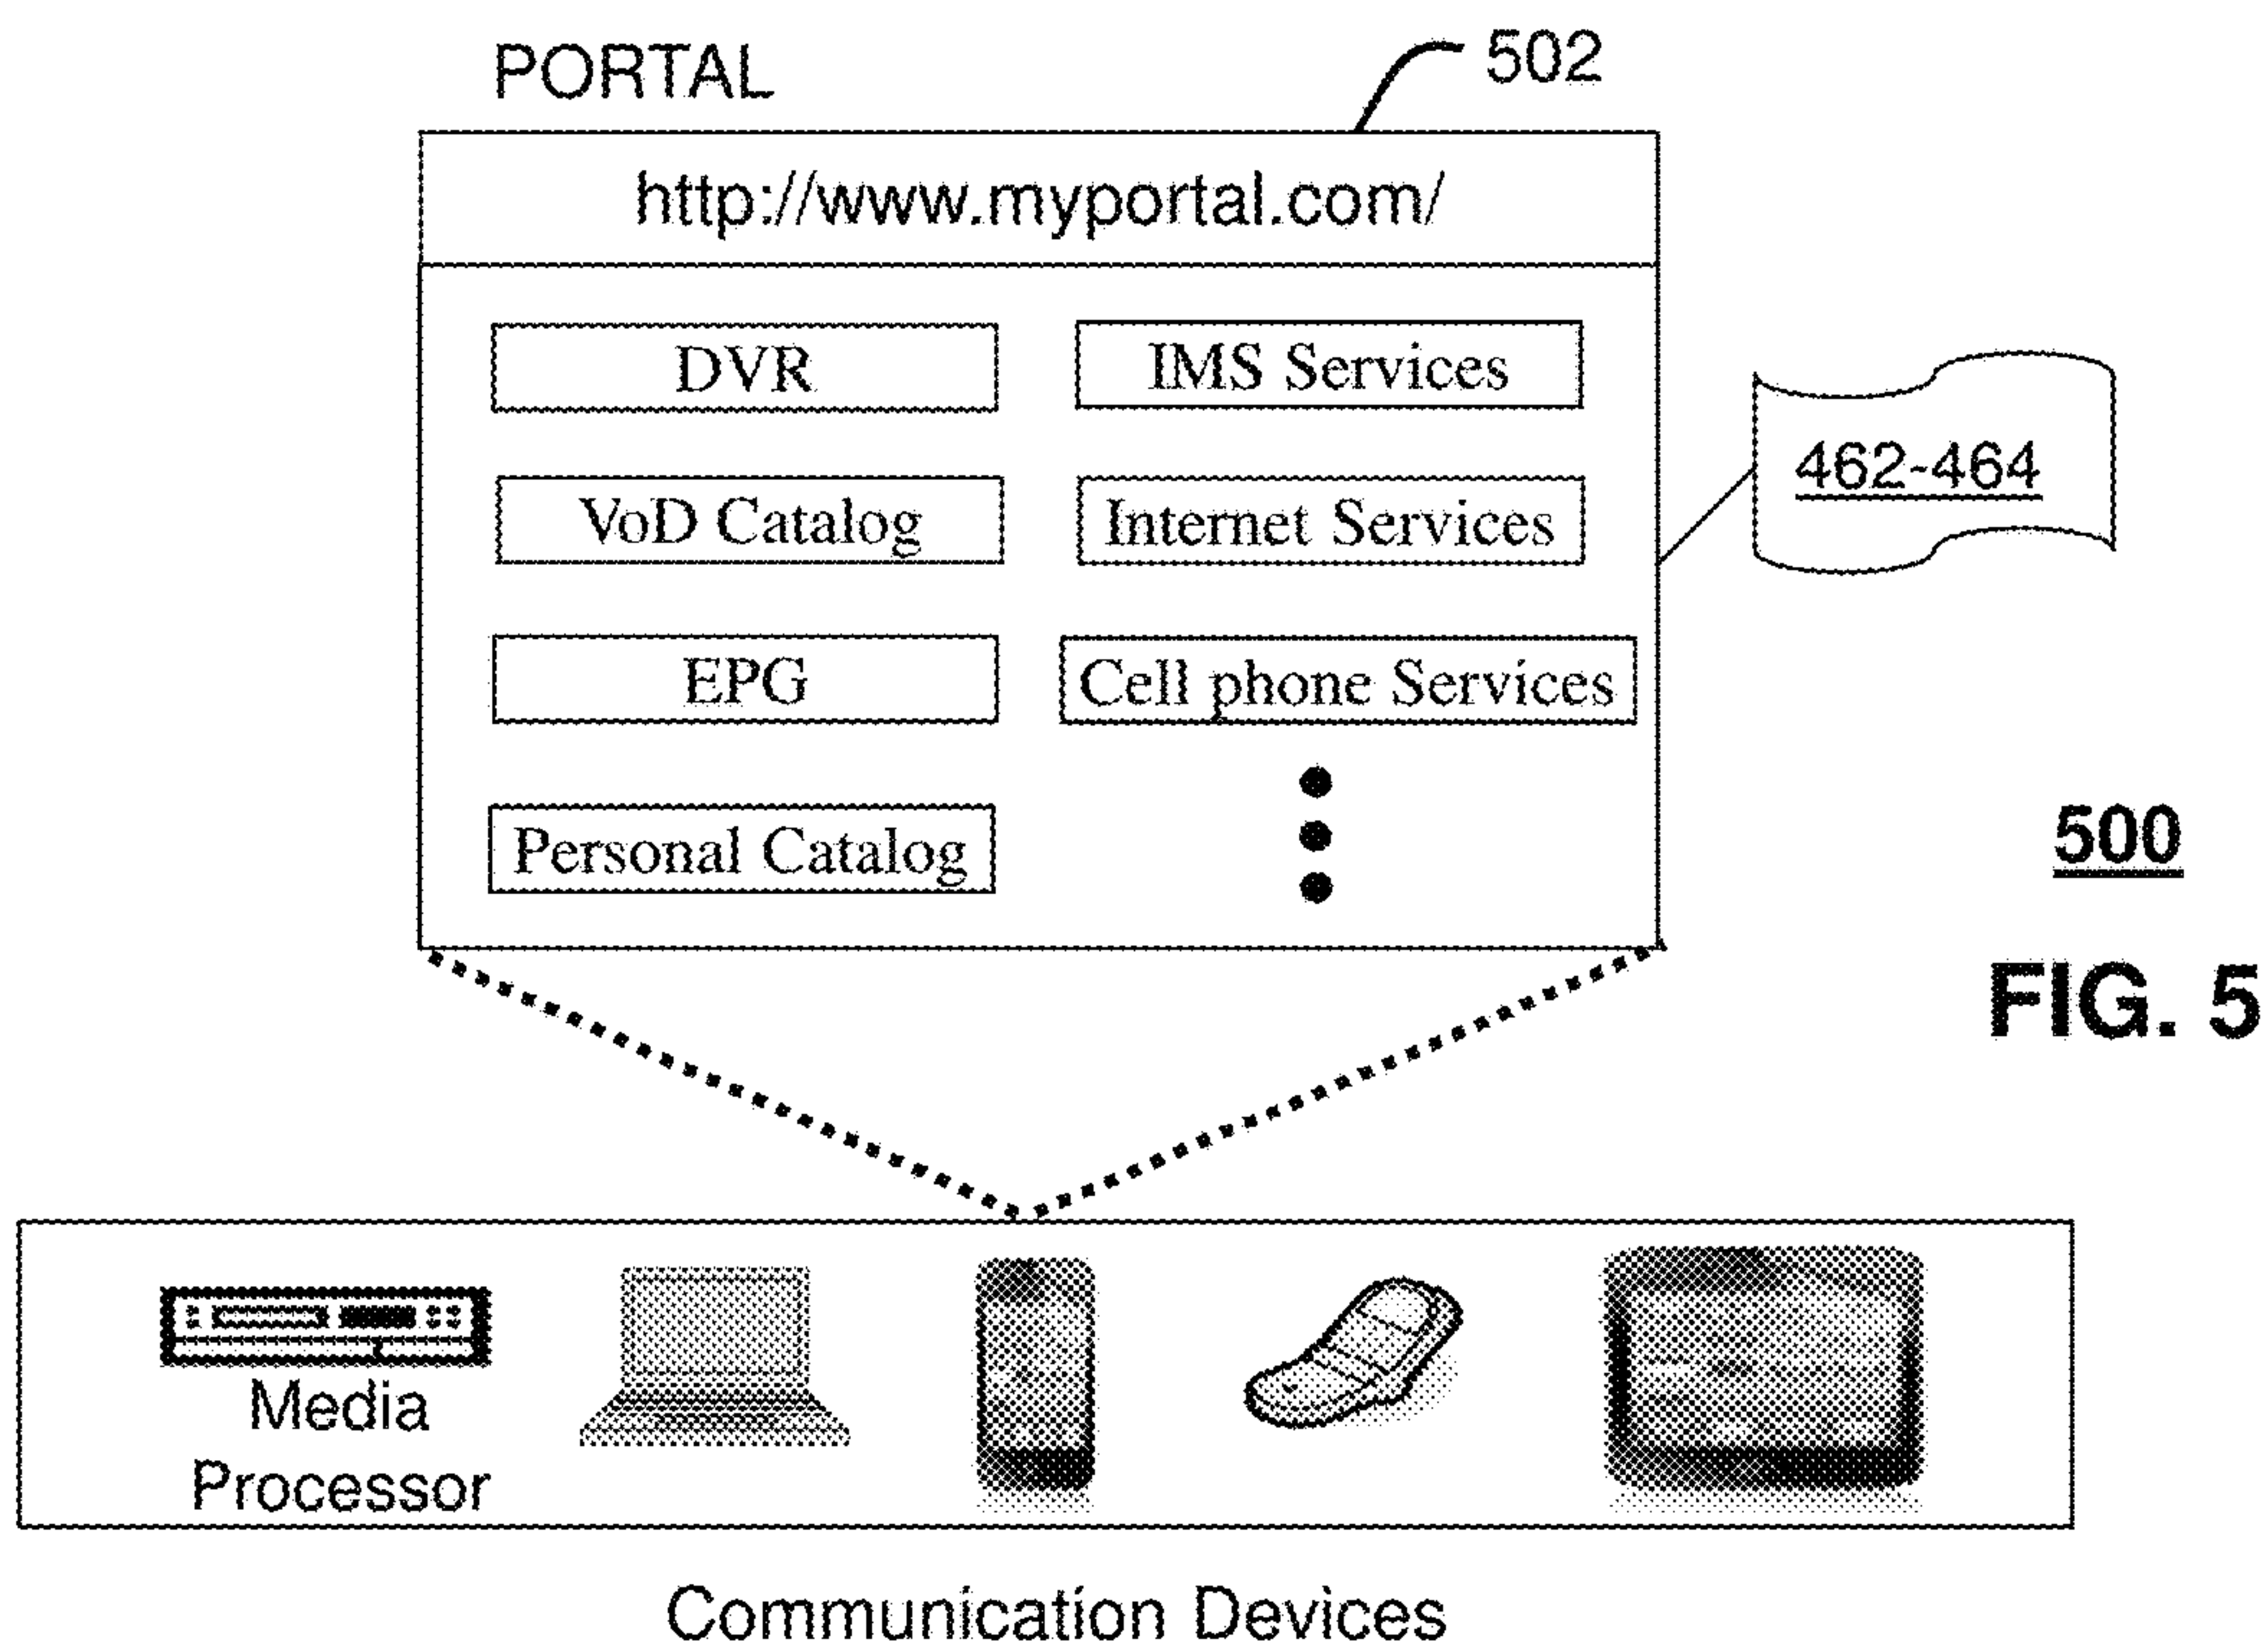 PORTAL
502
http://www.myportal.com/
DVR
IMS Services
VoD Catalog
Internet Services
462-464
EPG
Cell phone Services
Personal Catalog
500
FIG. 5
Media
Processor
Communication Devices